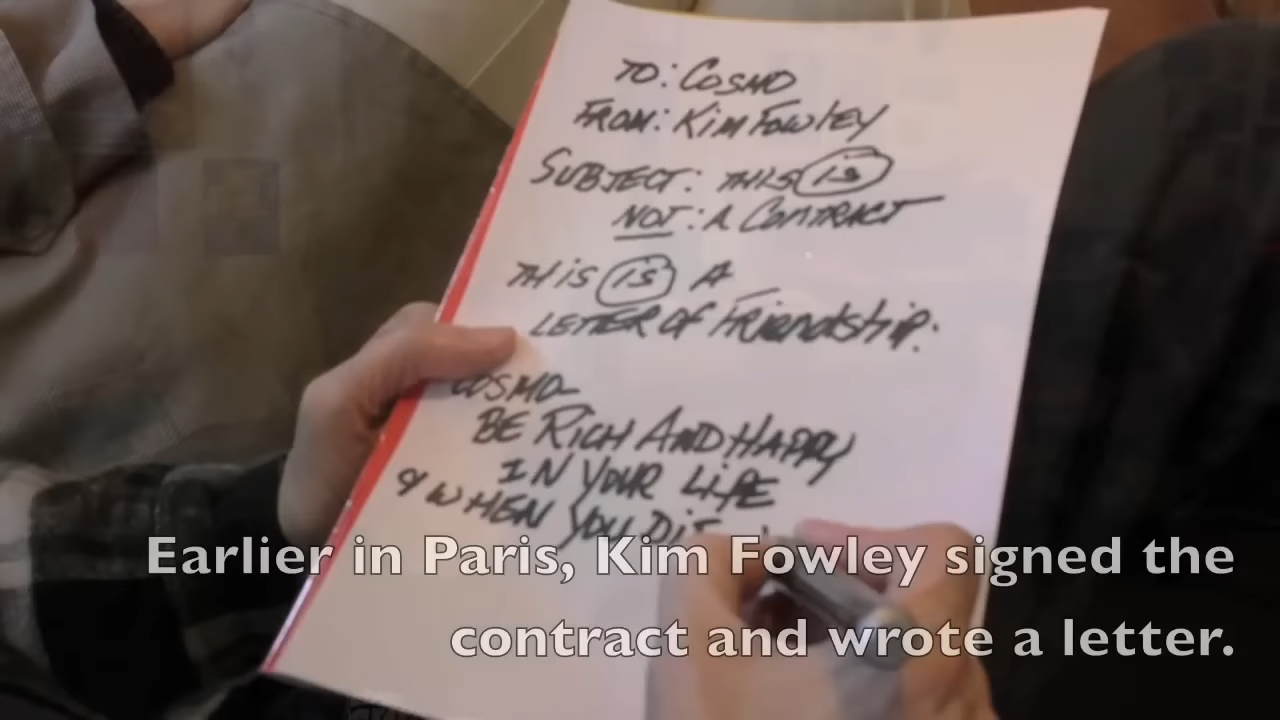 TO: COSMO
FROM: Kim Fowley
SUBJECT: THIS is
NOT: A CONTRACT
THIS is A
LETTER OF Friendship:
COSMO
BE RICH AND HAPPY
IN YOUR LIFE
& WHEN YOU DIE
Earlier in Paris, Kim Fowley signed the
contract and wrote a letter.